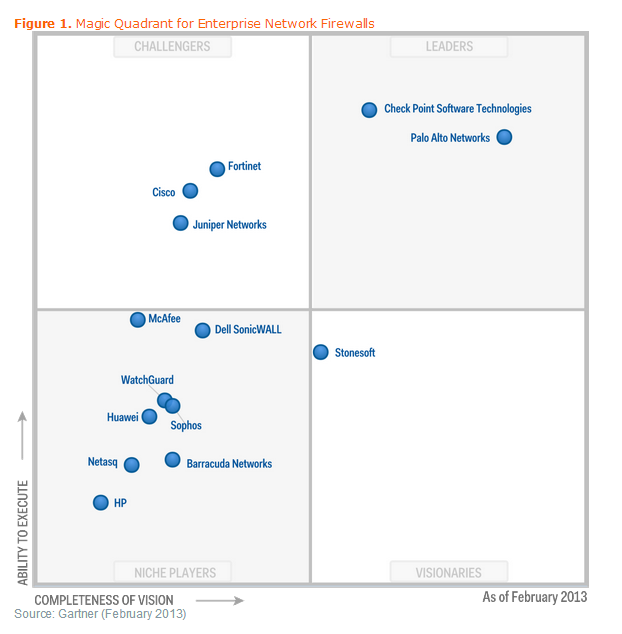 Figure 1. Magic Quadrant for Enterprise Network Firewalls
CHALLENGERS
LEADERS
Check Point Software Technologies
Palo Alto Networks
Fortinet
Cisco
Juniper Networks
McAfee
Dell SonicWALL
Stonesoft
WatchGuard
Huawei
Sophos
Netasq
Barracuda Networks
HP
ABILITY TO EXECUTE
NICHE PLAYERS
VISIONARIES
COMPLETENESS OF VISION
As of February 2013
Source: Gartner (February 2013)